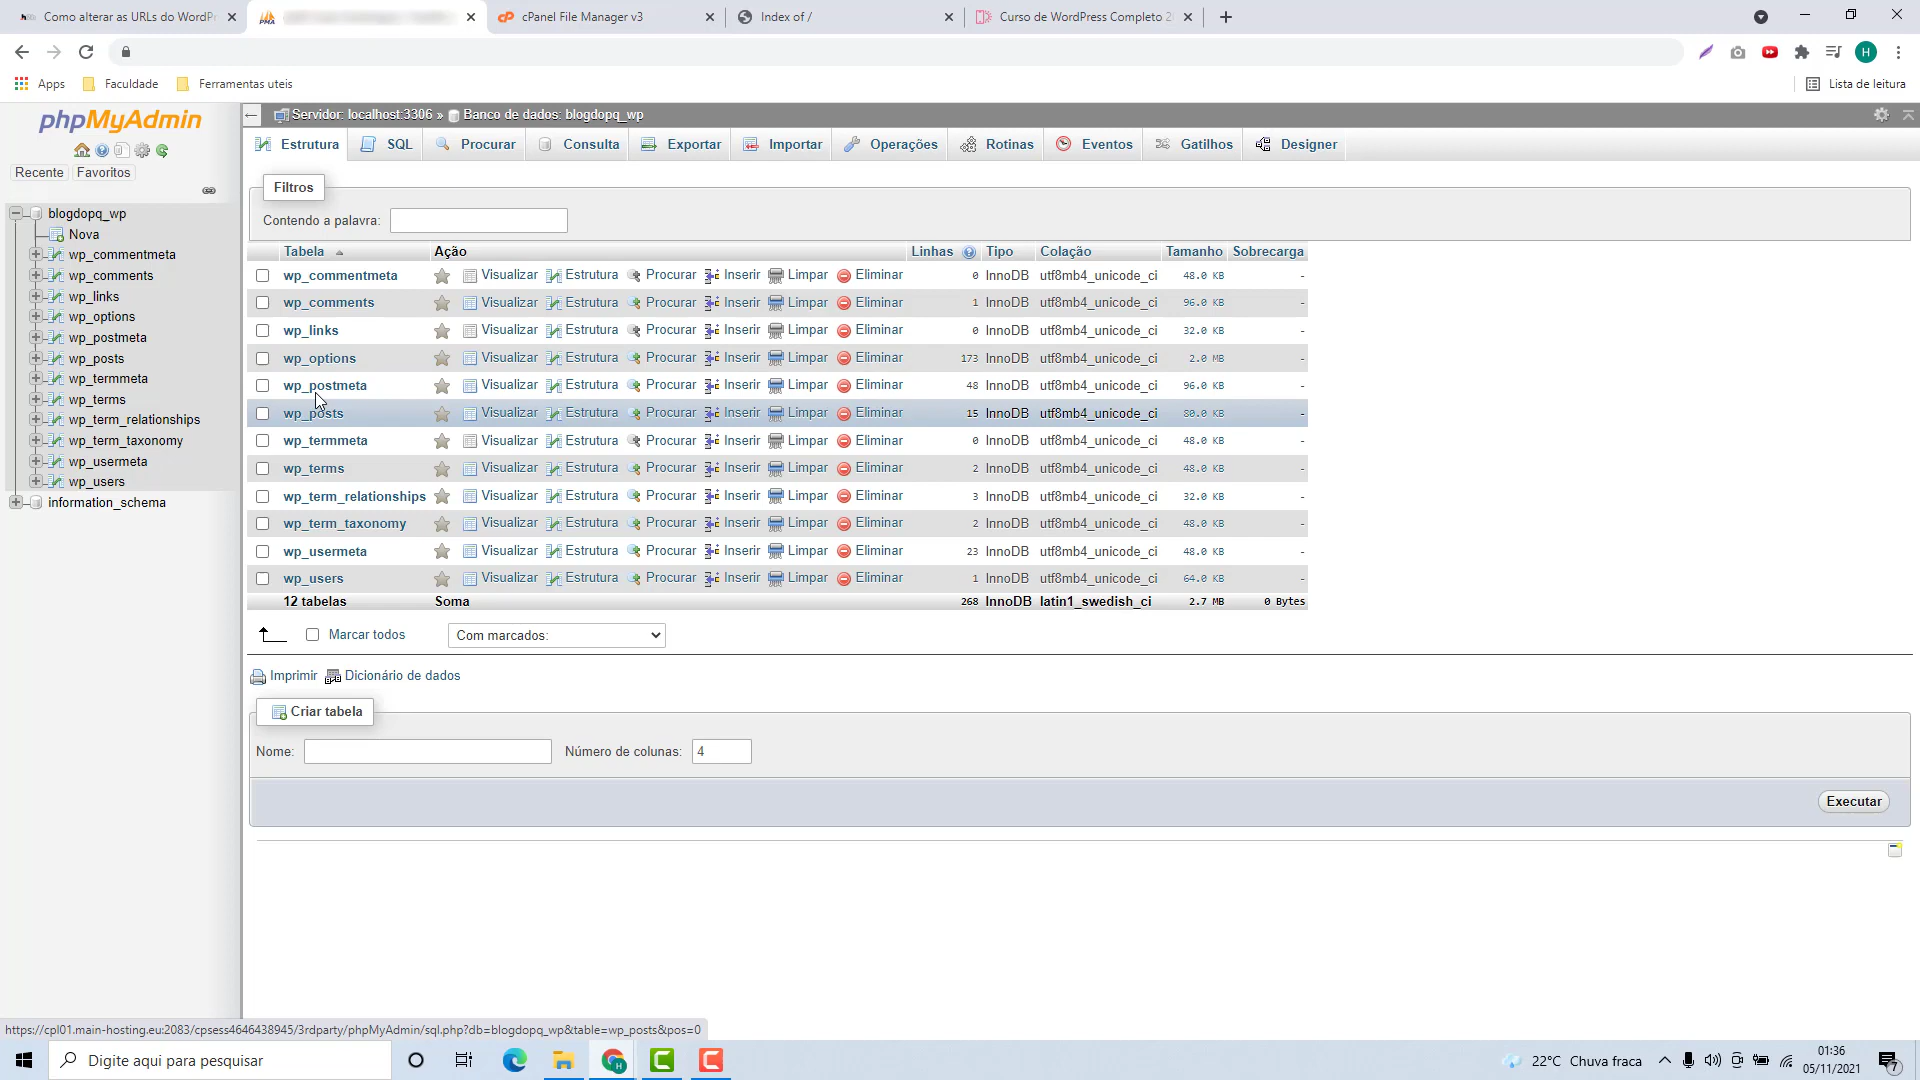 Como alterar as URLs do WordP
cPanel File Manager v3
Index of /
Curso de WordPress Completo 2
Apps
Faculdade
Ferramentas uteis
Lista de leitura
phpMyAdmin
Recente
Favoritos
blogdopq_wp
Nova
wp_commentmeta
wp_comments
wp_links
wp_options
wp_postmeta
wp_posts
wp_termmeta
wp_terms
wp_term_relationships
wp_term_taxonomy
wp_usermeta
wp_users
information_schema
Servidor: localhost:3306 » Banco de dados: blogdopq_wp
Estrutura SQL Procurar Consulta Exportar Importar Operações Rotinas Eventos Gatilhos Designer
Filtros
Contendo a palavra:
Tabela Ação Linhas Tipo Colação Tamanho Sobrecarga
wp_commentmeta Visualizar Estrutura Procurar Inserir Limpar Eliminar 0 InnoDB utf8mb4_unicode_ci 48.0 KB -
wp_comments Visualizar Estrutura Procurar Inserir Limpar Eliminar 1 InnoDB utf8mb4_unicode_ci 96.0 KB -
wp_links Visualizar Estrutura Procurar Inserir Limpar Eliminar 0 InnoDB utf8mb4_unicode_ci 32.0 KB -
wp_options Visualizar Estrutura Procurar Inserir Limpar Eliminar 173 InnoDB utf8mb4_unicode_ci 2.0 MB -
wp_postmeta Visualizar Estrutura Procurar Inserir Limpar Eliminar 48 InnoDB utf8mb4_unicode_ci 96.0 KB -
wp_posts Visualizar Estrutura Procurar Inserir Limpar Eliminar 15 InnoDB utf8mb4_unicode_ci 80.0 KB -
wp_termmeta Visualizar Estrutura Procurar Inserir Limpar Eliminar 0 InnoDB utf8mb4_unicode_ci 48.0 KB -
wp_terms Visualizar Estrutura Procurar Inserir Limpar Eliminar 2 InnoDB utf8mb4_unicode_ci 48.0 KB -
wp_term_relationships Visualizar Estrutura Procurar Inserir Limpar Eliminar 3 InnoDB utf8mb4_unicode_ci 32.0 KB -
wp_term_taxonomy Visualizar Estrutura Procurar Inserir Limpar Eliminar 2 InnoDB utf8mb4_unicode_ci 48.0 KB -
wp_usermeta Visualizar Estrutura Procurar Inserir Limpar Eliminar 23 InnoDB utf8mb4_unicode_ci 48.0 KB -
wp_users Visualizar Estrutura Procurar Inserir Limpar Eliminar 1 InnoDB utf8mb4_unicode_ci 64.0 KB -
12 tabelas Soma 268 InnoDB latin1_swedish_ci 2.7 MB 0 Bytes
Marcar todos Com marcados:
Imprimir Dicionário de dados
Criar tabela
Nome: Número de colunas: 4
Executar
https://cpl01.main-hosting.eu:2083/cpsess4646438945/3rdparty/phpMyAdmin/sql.php?db=blogdopq_wp&table=wp_posts&pos=0
Digite aqui para pesquisar
22°C Chuva fraca
01:36
05/11/2021
7